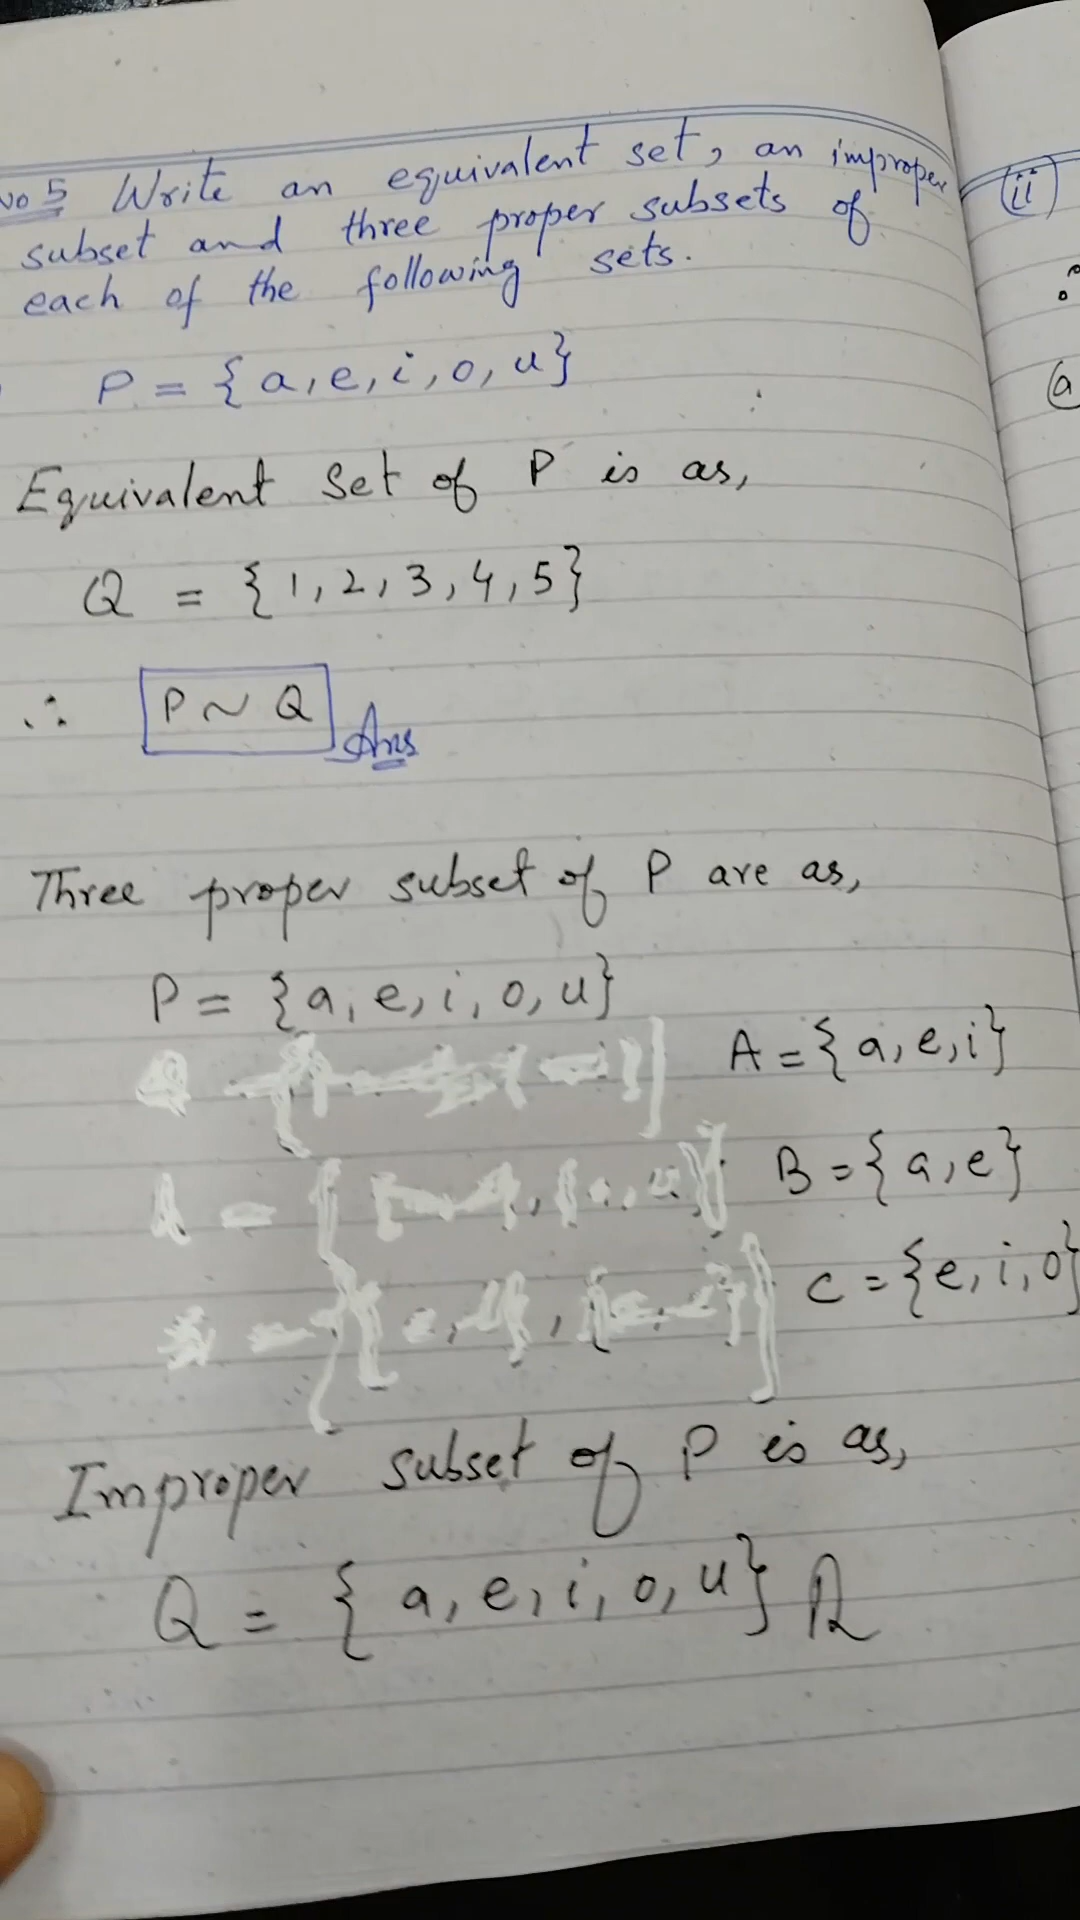 No 5 Write an equivalent set, an improper
subset and three proper subsets of
each of the following sets.
P = {a, e, i, o, u}
Equivalent Set of P is as,
Q = {1, 2, 3, 4, 5}
∴ P ~ Q Ans
Three proper subset of P are as,
P = {a, e, i, o, u}
A = {a, e, i}
B = {a, e}
C = {e, i, o}
Improper subset of P is as,
Q = {a, e, i, o, u}
(ii)
(a